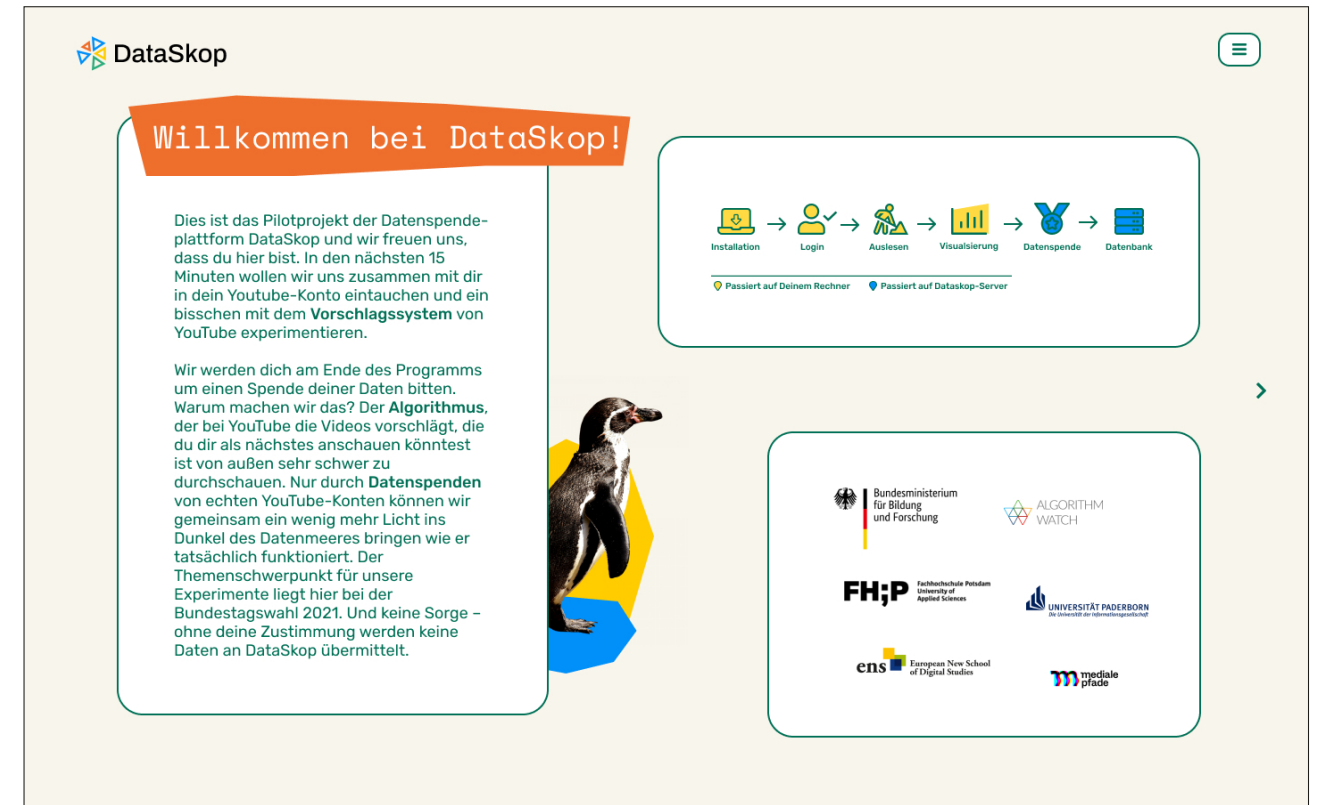 DataSkop
Willkommen bei DataSkop!
Dies ist das Pilotprojekt der Datenspende-
plattform DataSkop und wir freuen uns,
dass du hier bist. In den nächsten 15
Minuten wollen wir uns zusammen mit dir
in dein Youtube-Konto eintauchen und ein
bisschen mit dem Vorschlagssystem von
YouTube experimentieren.
Wir werden dich am Ende des Programms
um einen Spende deiner Daten bitten.
Warum machen wir das? Der Algorithmus,
der bei YouTube die Videos vorschlägt, die
du dir als nächstes anschauen könntest
ist von außen sehr schwer zu
durchschauen. Nur durch Datenspenden
von echten YouTube-Konten können wir
gemeinsam ein wenig mehr Licht ins
Dunkel des Datenmeeres bringen wie er
tatsächlich funktioniert. Der
Themenschwerpunkt für unsere
Experimente liegt hier bei der
Bundestagswahl 2021. Und keine Sorge –
ohne deine Zustimmung werden keine
Daten an DataSkop übermittelt.
Installation Login Auslesen Visualsierung Datenspende Datenbank
Passiert auf Deinem Rechner Passiert auf Dataskop-Server
Bundesministerium
für Bildung
und Forschung
ALGORITHM
WATCH
FH;P
Fachhochschule Potsdam
University of
Applied Sciences
UNIVERSITÄT PADERBORN
Die Universität der Informationsgesellschaft
ens
European New School
of Digital Studies
mediale
pfade